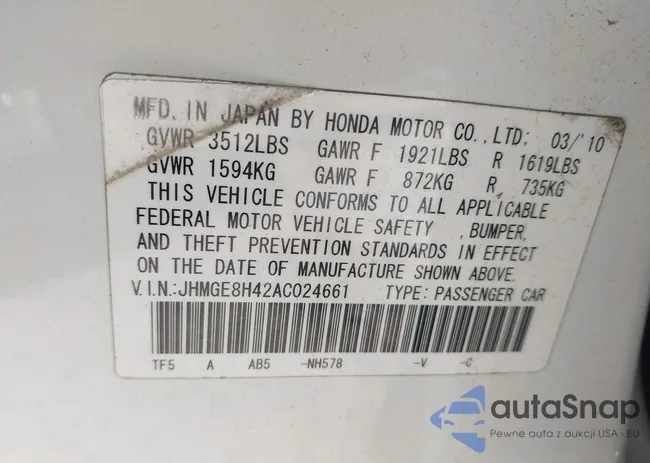 MFD. IN JAPAN BY HONDA MOTOR CO.,LTD; 03/'10
GVWR 3512LBS GAWR F 1921LBS R 1619LBS
GVWR 1594KG GAWR F 872KG R 735KG
THIS VEHICLE CONFORMS TO ALL APPLICABLE
FEDERAL MOTOR VEHICLE SAFETY ,BUMPER,
AND THEFT PREVENTION STANDARDS IN EFFECT
ON THE DATE OF MANUFACTURE SHOWN ABOVE.
V.I.N.:JHMGE8H42AC024661 TYPE: PASSENGER CAR
TF5 A AB5 -NH578 -V -C
autaSnap
Pewne auta z aukcji USA - EU